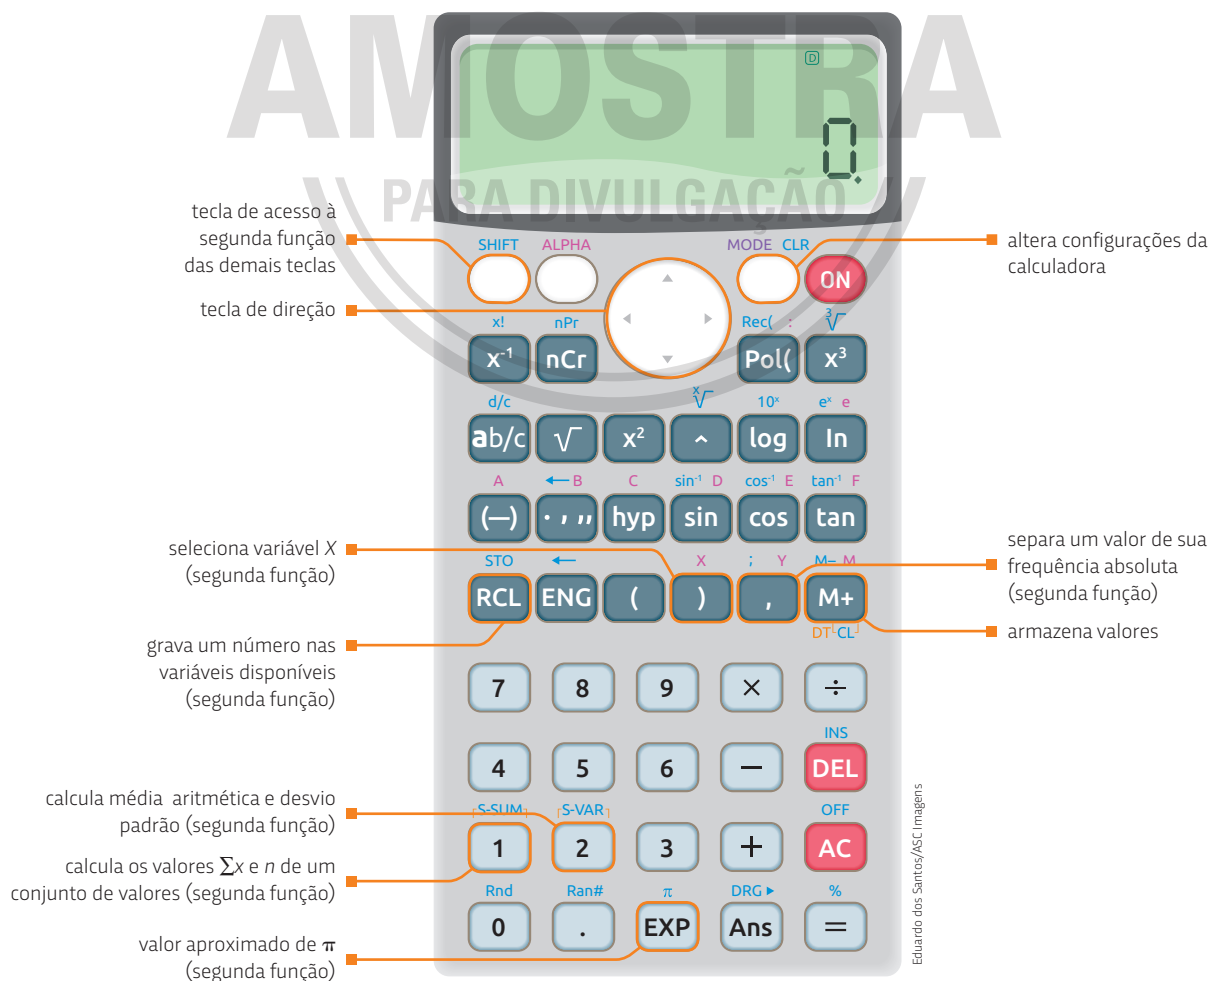 AMOSTRA
PARA DIVULGAÇÃO
D
0.
tecla de acesso à
segunda função
das demais teclas
tecla de direção
altera configurações da
calculadora
SHIFT ALPHA MODE CLR
ON
x! nPr Rec( : ³√
x⁻¹ nCr Pol( x³
d/c ˣ√ 10ˣ eˣ e
ab/c √ x² ^ log In
A ← B C sin⁻¹ D cos⁻¹ E tan⁻¹ F
(—) · , ,, hyp sin cos tan
seleciona variável X
(segunda função)
separa um valor de sua
frequência absoluta
(segunda função)
STO ← X ; Y M– M
RCL ENG ( ) , M+
DT CL
armazena valores
grava um número nas
variáveis disponíveis
(segunda função)
7 8 9 × ÷
INS
4 5 6 − DEL
calcula média aritmética e desvio
padrão (segunda função)
S-SUM S-VAR OFF
1 2 3 + AC
calcula os valores ∑x e n de um
conjunto de valores (segunda função)
Rnd Ran# π DRG ► %
0 . EXP Ans =
valor aproximado de π
(segunda função)
Eduardo dos Santos/ASC Imagens